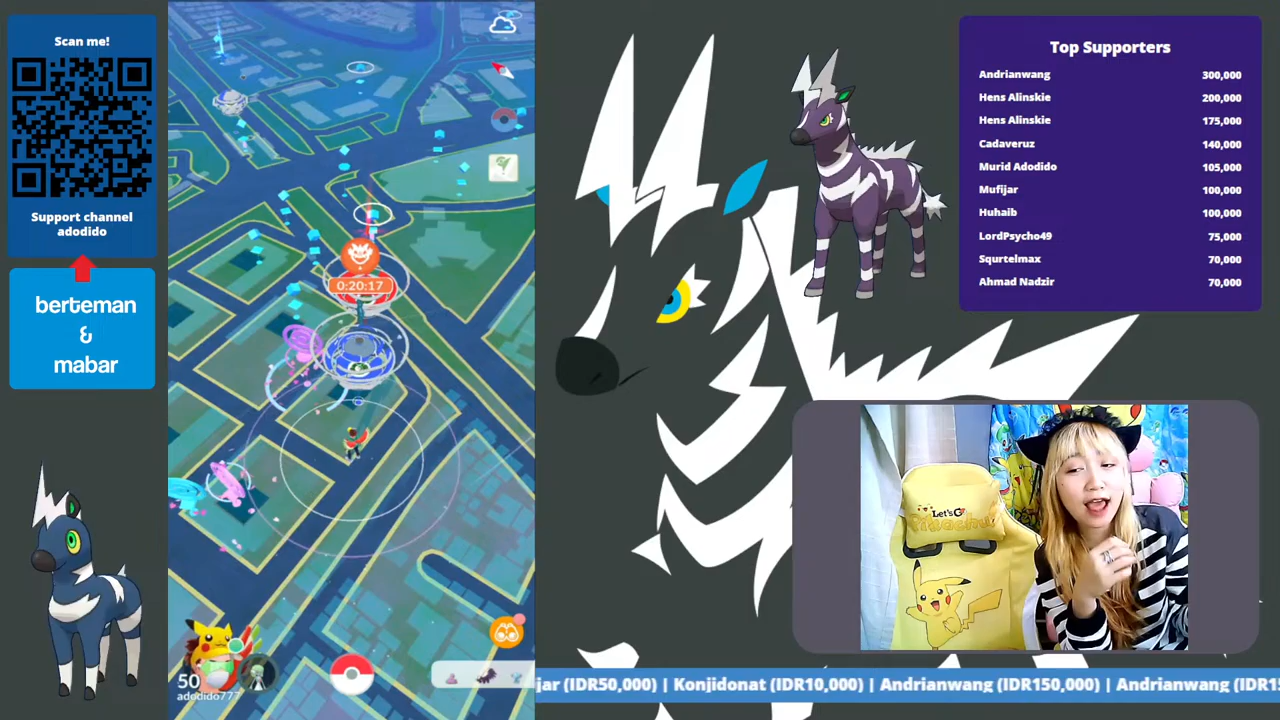 Scan me!
Support channel
adodido
berteman
&
mabar
0:20:17
50
adodido777
Top Supporters
Andrianwang 300,000
Hens Alinskie 200,000
Hens Alinskie 175,000
Cadaveruz 140,000
Murid Adodido 105,000
Mufijar 100,000
Huhaib 100,000
LordPsycho49 75,000
Squrtelmax 70,000
Ahmad Nadzir 70,000
Let's Go
Pikachu
jar (IDR50,000) | Konjidonat (IDR10,000) | Andrianwang (IDR150,000) | Andrianwang (IDR15